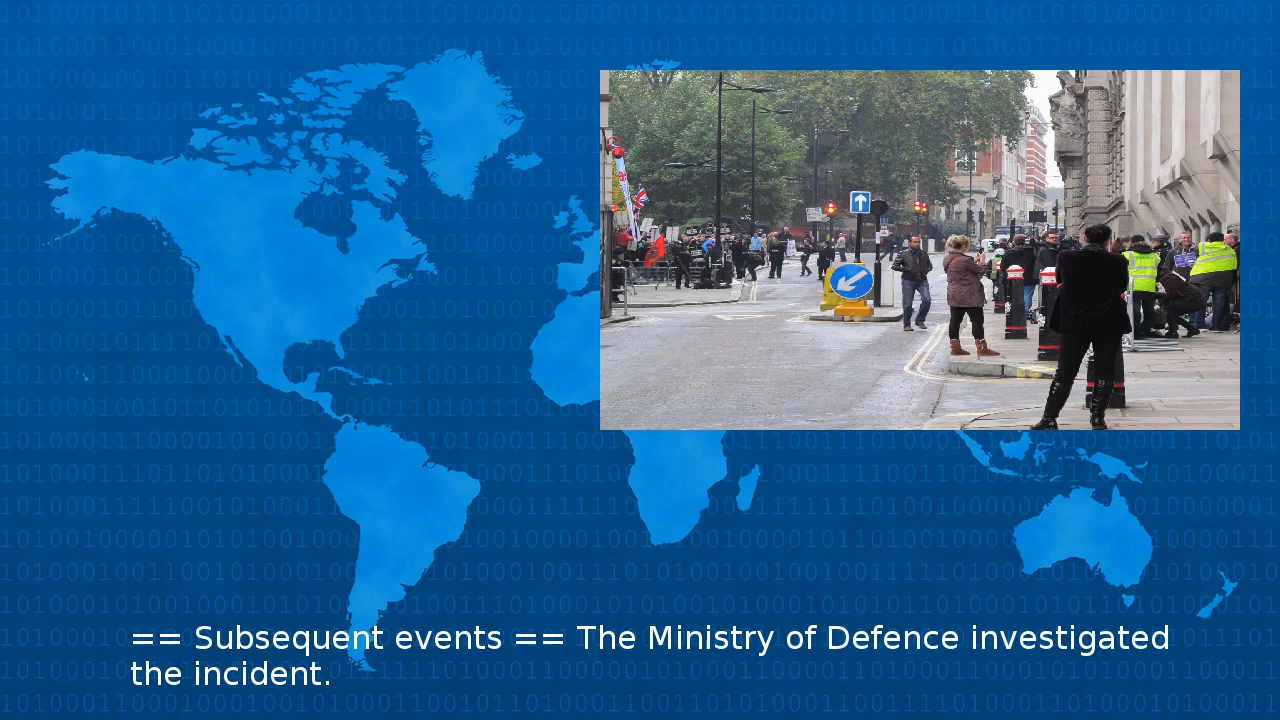 == Subsequent events == The Ministry of Defence investigated
the incident.